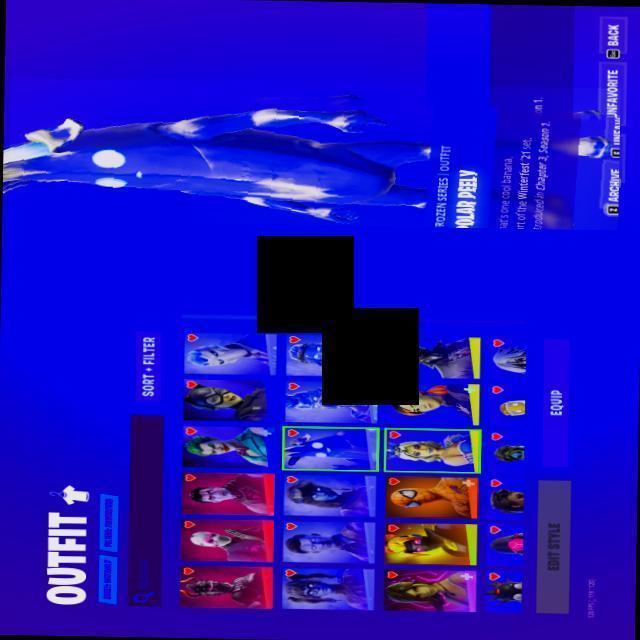 OUTFIT
SORT + FILTER
ROZEN SERIES | OUTFIT
OLAR PEELY
at's one cool banana.
rt of the Winterfest '21 set.
troduced in Chapter 3, Season 1.
EQUIP
EDIT STYLE
ARCHIVE
UNFAVORITE
BACK